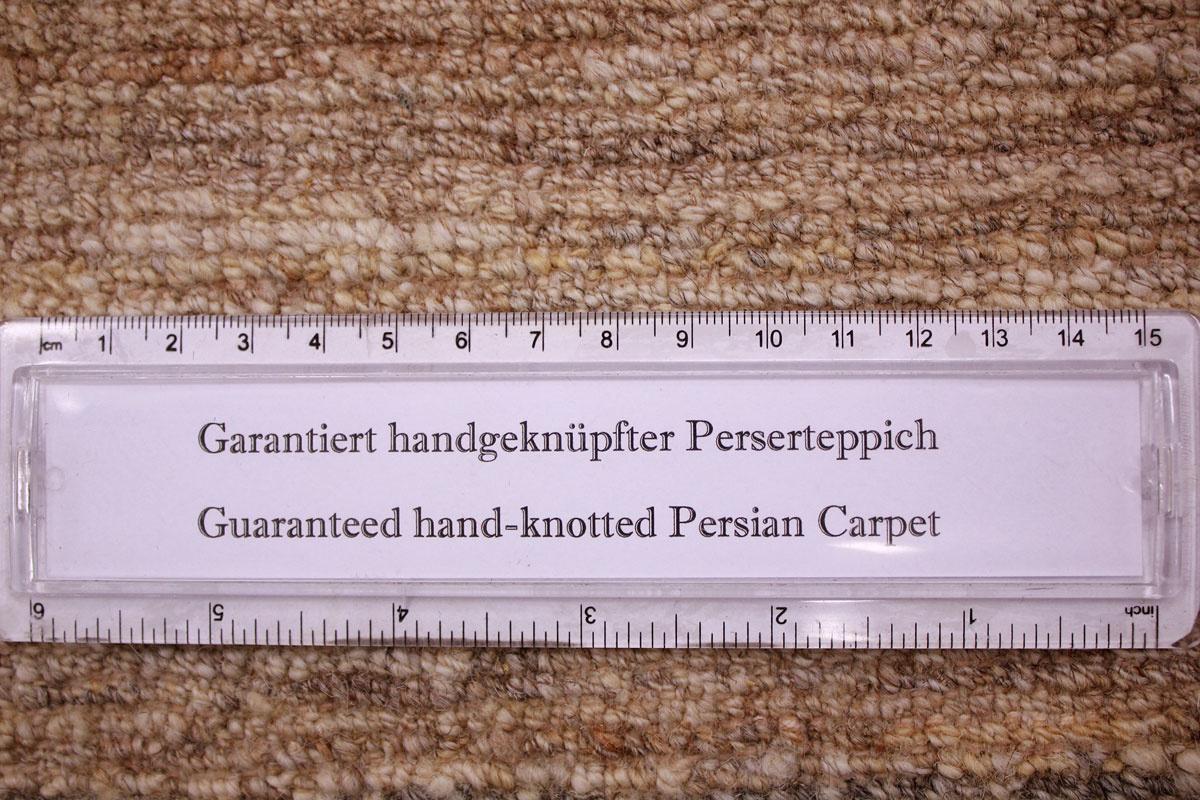 cm 1 2 3 4 5 6 7 8 9 10 11 12 13 14 15
Garantiert handgeknüpfter Perserteppich
Guaranteed hand-knotted Persian Carpet
6 5 4 3 2 1 inch